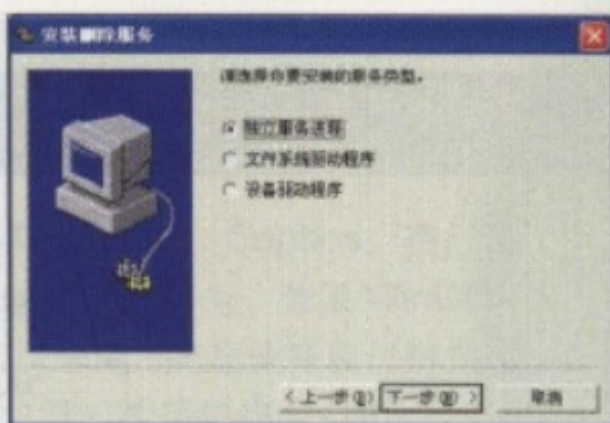 安装删除服务
请选择你要安装的服务类型。
独立服务进程
文件系统驱动程序
设备驱动程序
<上一步(B)
下一步(N) >
取消